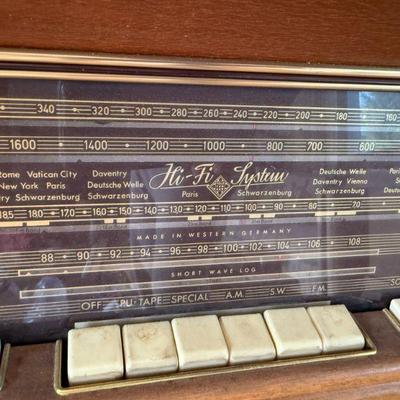 340 320 300 280 260 240 220 200 180 160
1600 1400 1200 1000 800 700 600
Rome Vatican City Daventry Hi-Fi System Deutsche Welle
New York Paris Deutsche Welle Paris Schwarzenburg Daventry Vienna
Schwarzenburg Schwarzenburg Schwarzenburg
185 180 170 160 150 140 130 120 110 100 90 80 70
MADE IN WESTERN GERMANY
88 90 92 94 96 98 100 102 104 106 108
SHORT WAVE LOG
OFF PU·TAPE SPECIAL A.M S.W F.M.